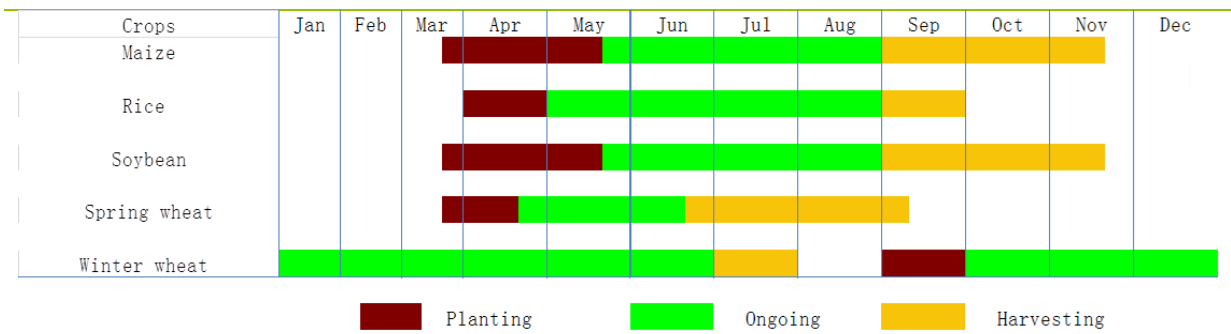 Crops Jan Feb Mar Apr May Jun Jul Aug Sep Oct Nov Dec
Maize
Rice
Soybean
Spring wheat
Winter wheat
Planting Ongoing Harvesting